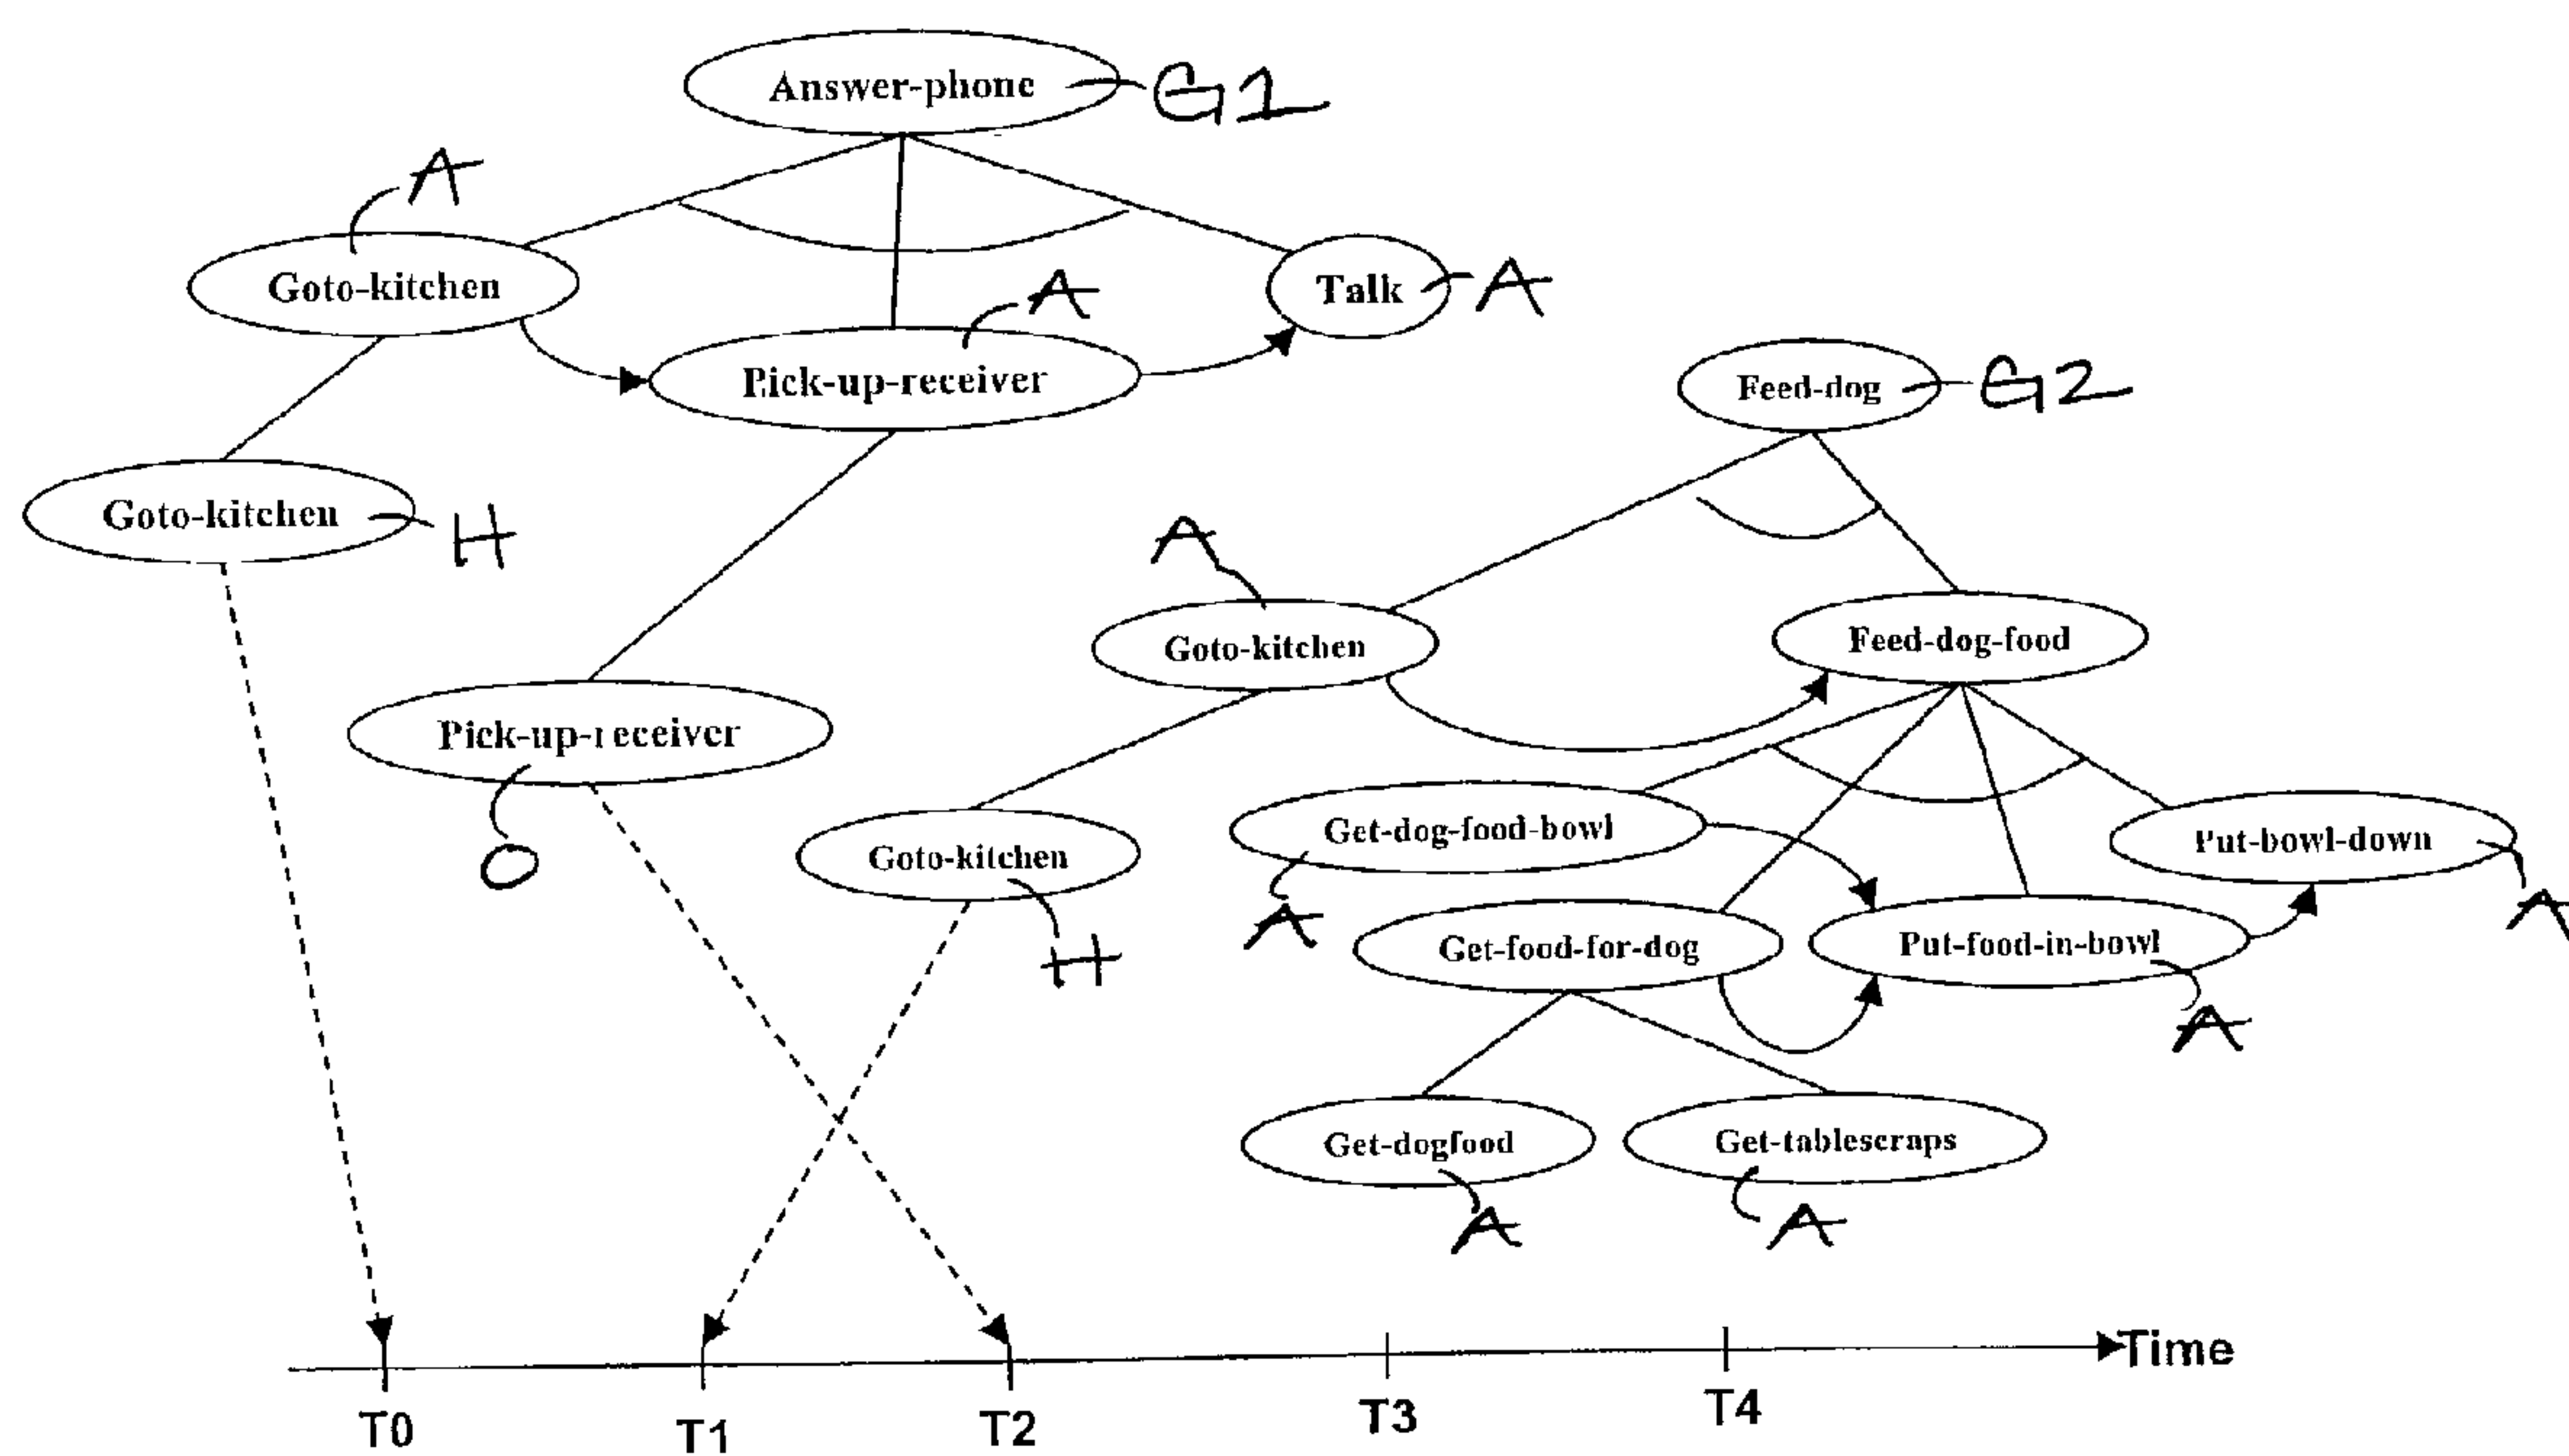 Answer-phone
G1
A
Goto-kitchen
A
Talk
A
Pick-up-receiver
Feed-dog
G2
Goto-kitchen
H
A
Goto-kitchen
Feed-dog-food
Pick-up-receiver
O
Goto-kitchen
H
Get-dog-food-bowl
A
Put-bowl-down
A
Get-food-for-dog
Put-food-in-bowl
A
Get-dogfood
A
Get-tablescraps
A
Time
T0
T1
T2
T3
T4